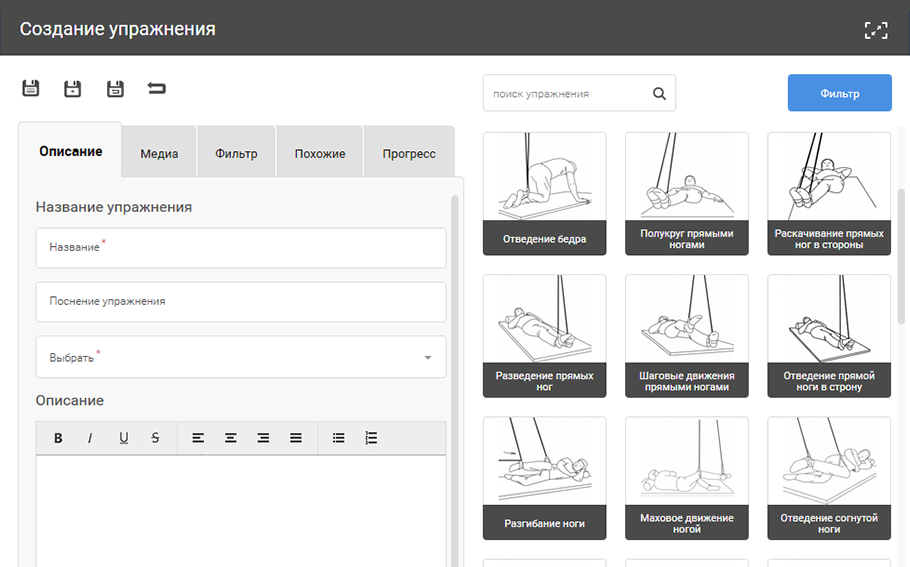 Создание упражнения
поиск упражнения
Фильтр
Описание
Медиа
Фильтр
Похожие
Прогресс
Название упражнения
Название*
Поснение упражнения
Выбрать*
Описание
B I U S
Отведение бедра
Полукруг прямыми
ногами
Раскачивание прямых
ног в стороны
Разведение прямых
ног
Шаговые движения
прямыми ногами
Отведение прямой
ноги в строну
Разгибание ноги
Маховое движение
ногой
Отведение согнутой
ноги